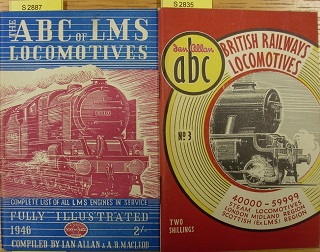 S 2887
THE
ABC OF LMS
LOCOMOTIVES
COMPLETE LIST OF ALL LMS ENGINES IN SERVICE
FULLY ILLUSTRATED
1946
2/-
COMPILED BY IAN ALLAN & A.B. MACLEOD
S 2835
Ian Allan
abc
BRITISH RAILWAYS
LOCOMOTIVES
No 3
40000 - 59999
STEAM LOCOMOTIVES
LONDON MIDLAND REGION
SCOTTISH (Ex LMS) REGION
TWO
SHILLINGS